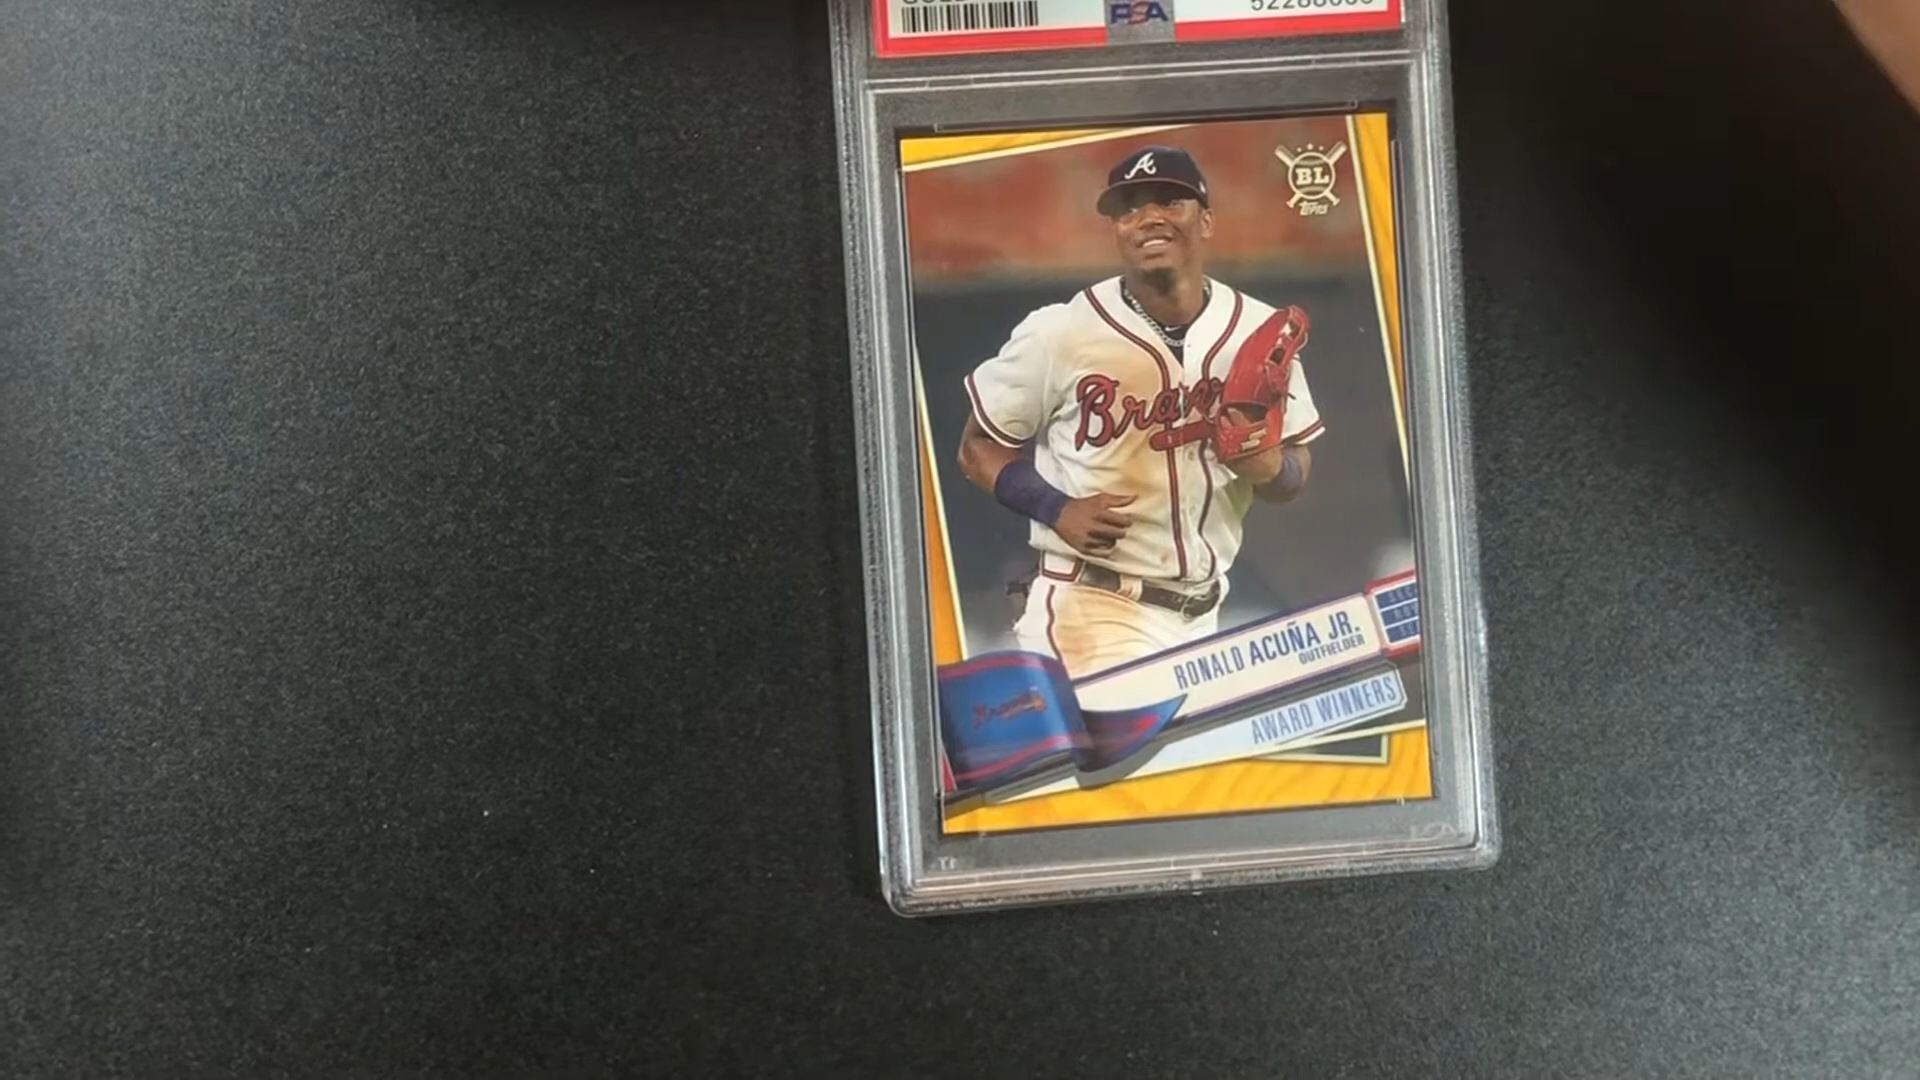 PSA
A
BL
TOPPS
Braves
RONALD ACUÑA JR.
OUTFIELDER
Braves
AWARD WINNERS